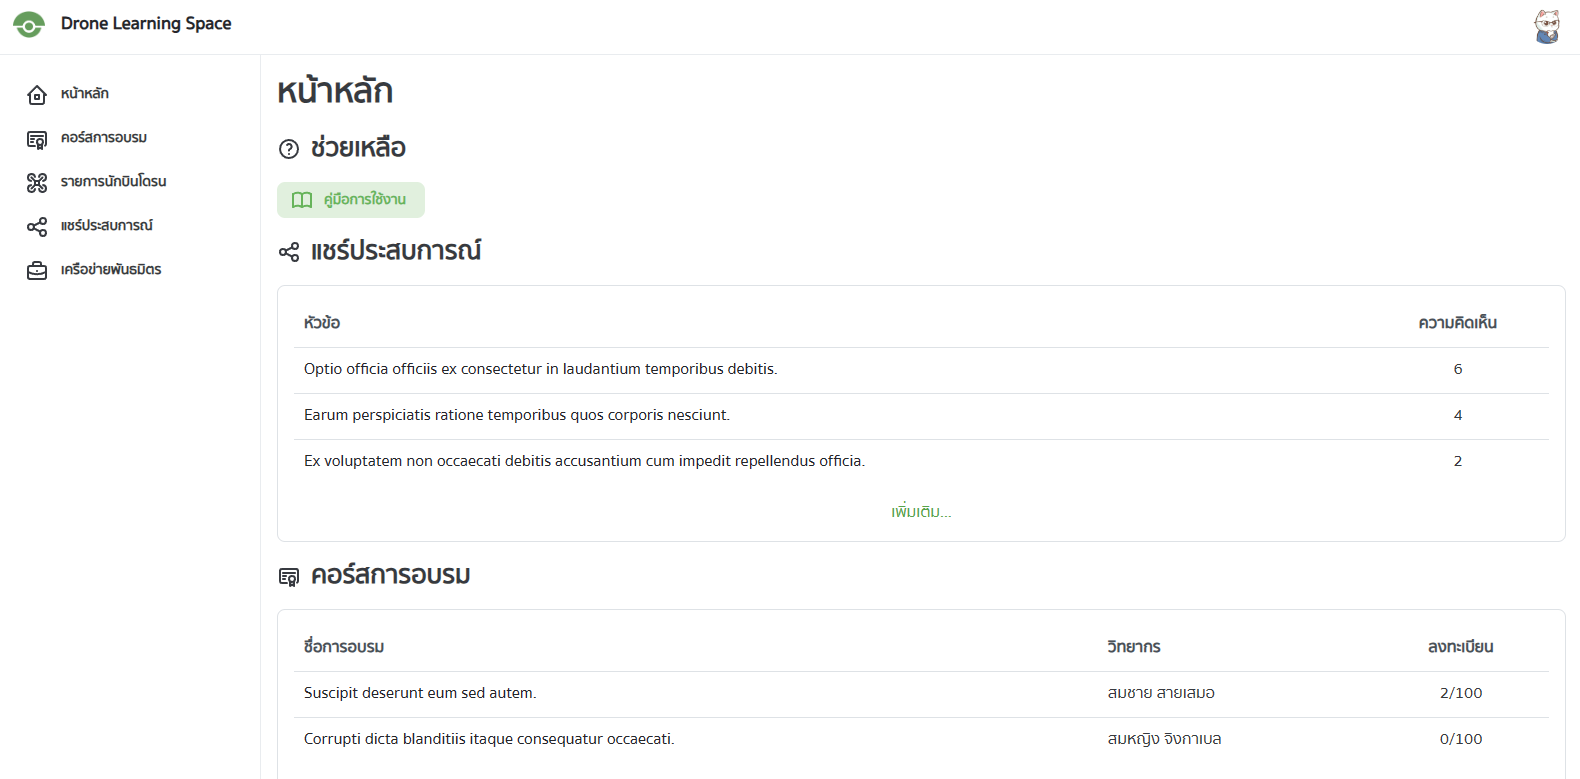 Drone Learning Space
หน้าหลัก
คอร์สการอบรม
รายการนักบินโดรน
แชร์ประสบการณ์
เครือข่ายพันธมิตร
หน้าหลัก
ช่วยเหลือ
คู่มือการใช้งาน
แชร์ประสบการณ์
หัวข้อ ความคิดเห็น
Optio officia officiis ex consectetur in laudantium temporibus debitis. 6
Earum perspiciatis ratione temporibus quos corporis nesciunt. 4
Ex voluptatem non occaecati debitis accusantium cum impedit repellendus officia. 2
เพิ่มเติม...
คอร์สการอบรม
ชื่อการอบรม วิทยากร ลงทะเบียน
Suscipit deserunt eum sed autem. สมชาย สายเสมอ 2/100
Corrupti dicta blanditiis itaque consequatur occaecati. สมหญิง จิงกาเบล 0/100